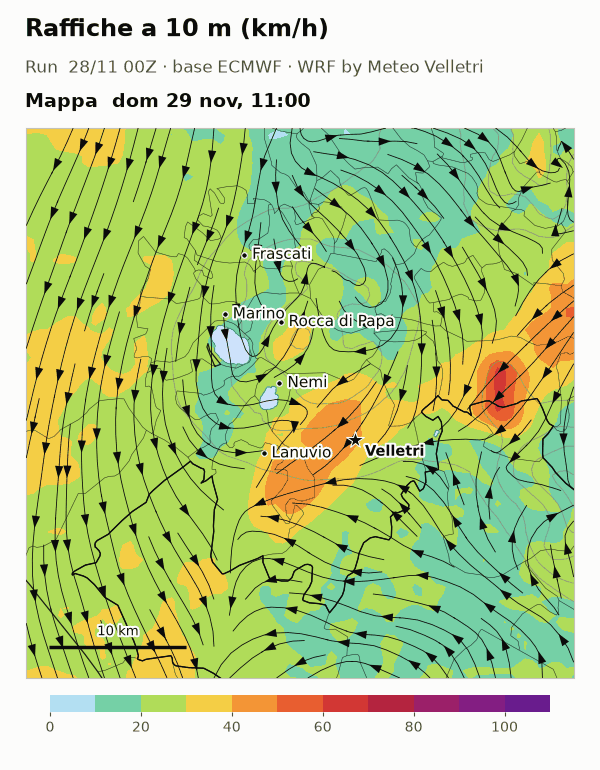 Raffiche a 10 m (km/h)
Run  28/11 00Z · base ECMWF · WRF by Meteo Velletri
Mappa  dom 29 nov, 11:00
Frascati
Marino
Rocca di Papa
Nemi
Velletri
Lanuvio
10 km
0 20 40 60 80 100